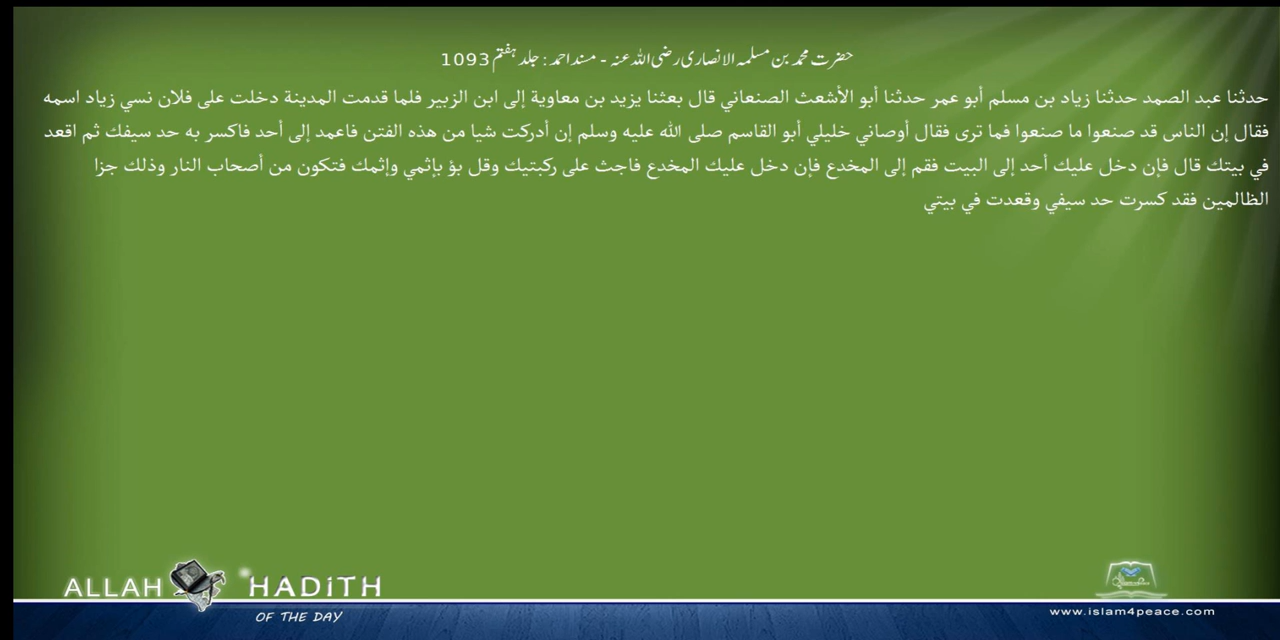 حضرت محمد بن مسلمہ الانصاری رضی اللہ عنہ - مسند احمد : جلد ہفتم 1093
حدثنا عبد الصمد حدثنا زياد بن مسلم أبو عمر حدثنا أبو الأشعث الصنعاني قال بعثنا يزيد بن معاوية إلى ابن الزبير فلما قدمت المدينة دخلت على فلان نسي زياد اسمه
فقال إن الناس قد صنعوا ما صنعوا فما ترى فقال أوصاني خليلي أبو القاسم صلى الله عليه وسلم إن أدركت شيا من هذه الفتن فاعمد إلى أحد فاكسر به حد سيفك ثم اقعد
في بيتك قال فإن دخل عليك أحد إلى البيت فقم إلى المخدع فإن دخل عليك المخدع فاجث على ركبتيك وقل بؤ بإثمي وإثمك فتكون من أصحاب النار وذلك جزا
الظالمين فقد كسرت حد سيفي وقعدت في بيتي
ALLAH HADITH
OF THE DAY
www.islam4peace.com